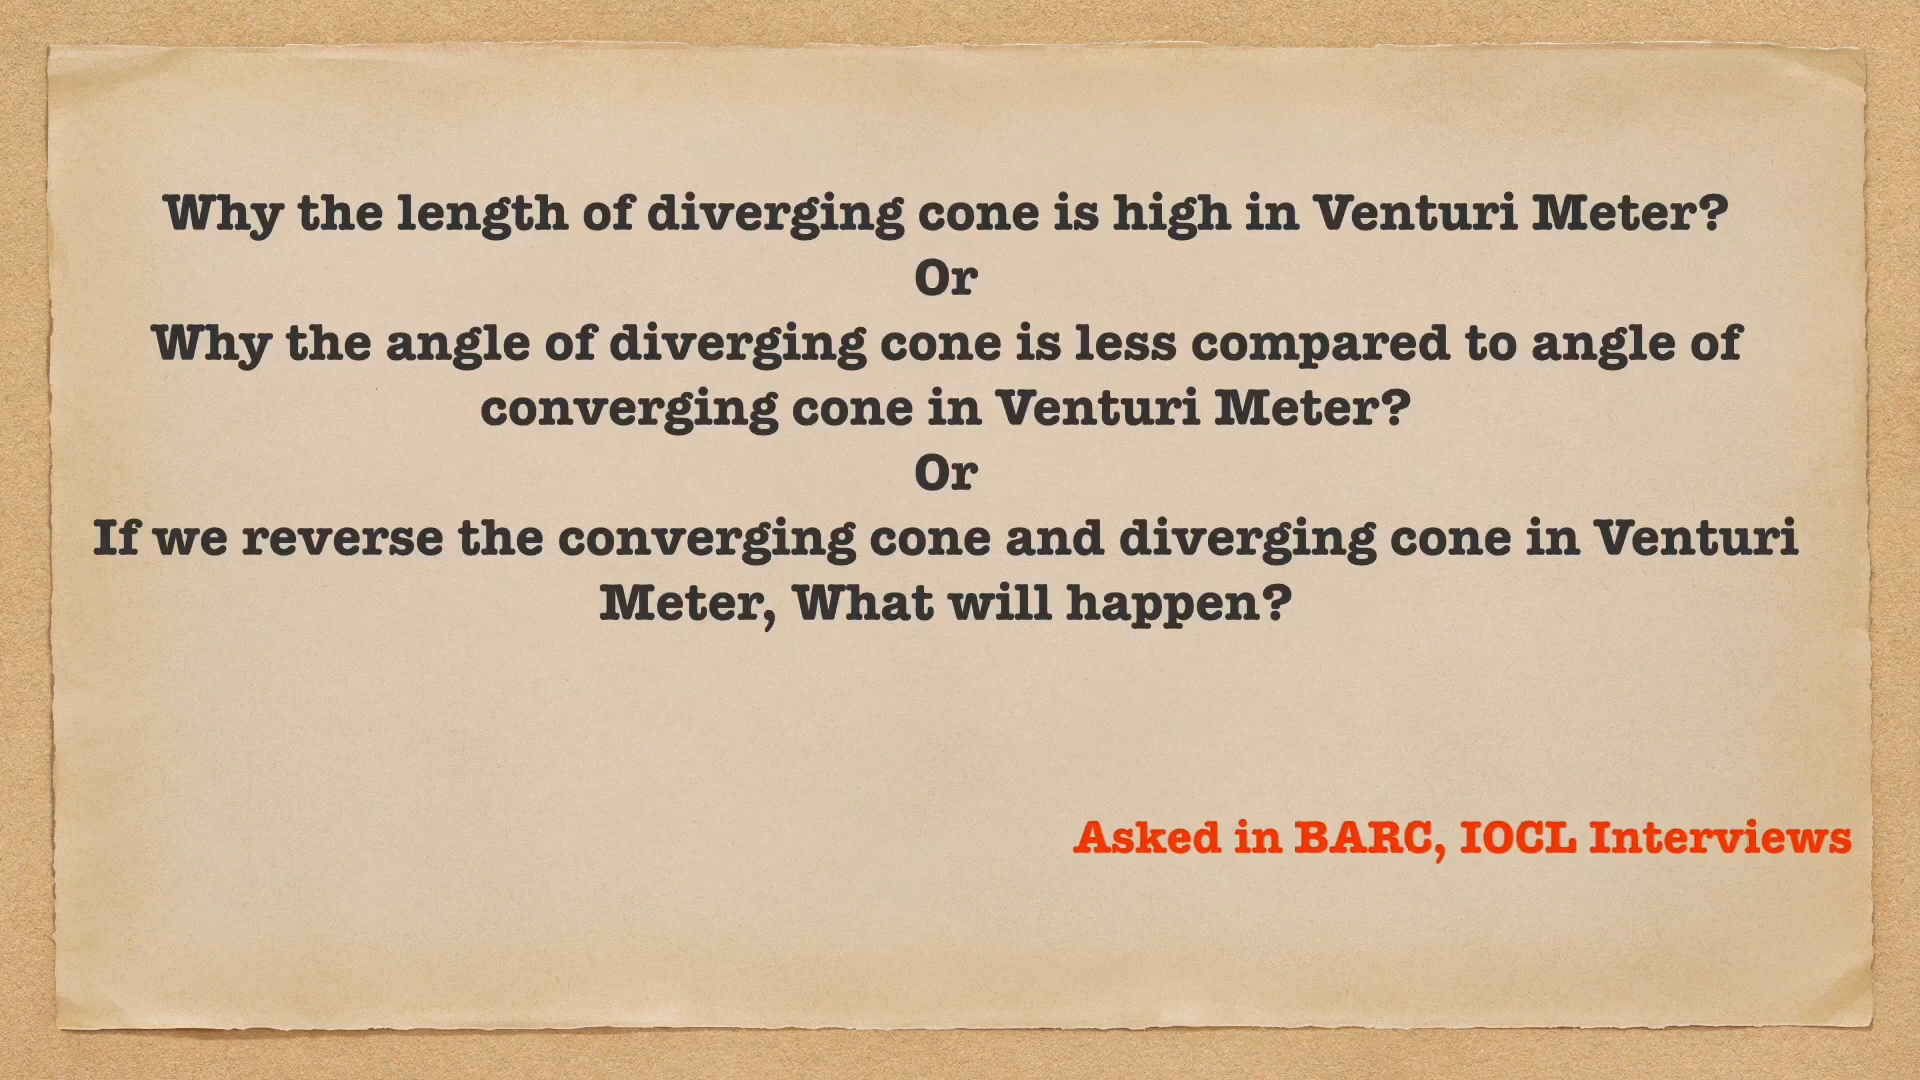 Why the length of diverging cone is high in Venturi Meter?
Or
Why the angle of diverging cone is less compared to angle of
converging cone in Venturi Meter?
Or
If we reverse the converging cone and diverging cone in Venturi
Meter, What will happen?
Asked in BARC, IOCL Interviews